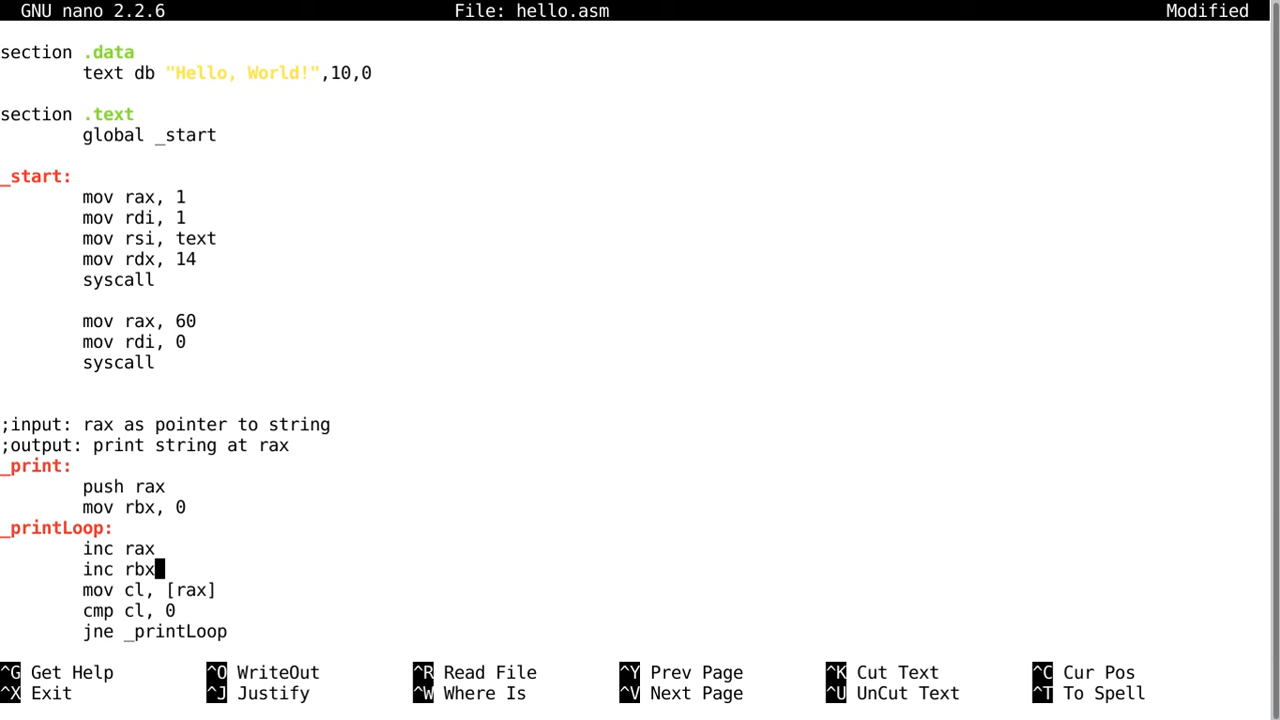 GNU nano 2.2.6 File: hello.asm Modified
section .data
text db "Hello, World!",10,0
section .text
global _start
_start:
mov rax, 1
mov rdi, 1
mov rsi, text
mov rdx, 14
syscall
mov rax, 60
mov rdi, 0
syscall
;input: rax as pointer to string
;output: print string at rax
_print:
push rax
mov rbx, 0
_printLoop:
inc rax
inc rbx
mov cl, [rax]
cmp cl, 0
jne _printLoop
^G Get Help ^O WriteOut ^R Read File ^Y Prev Page ^K Cut Text ^C Cur Pos
^X Exit ^J Justify ^W Where Is ^V Next Page ^U UnCut Text ^T To Spell